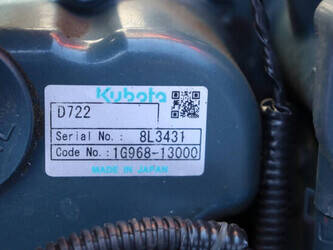 Kubota
D722
Serial No. : 8L3431
Code No. : 1G968-13000
MADE IN JAPAN